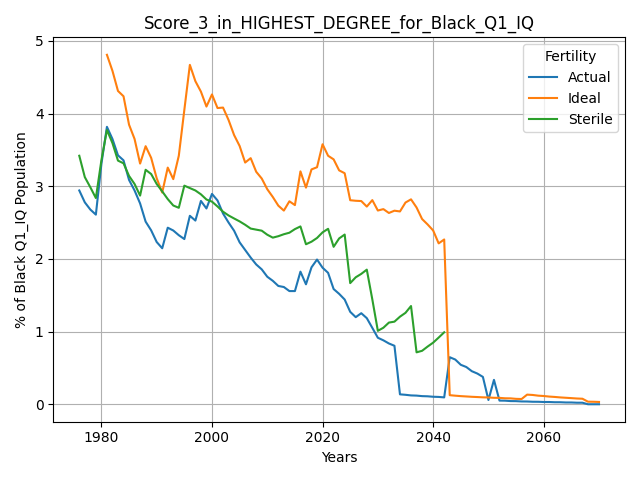 Score_3_in_HIGHEST_DEGREE_for_Black_Q1_IQ
Fertility
Actual
Ideal
Sterile
% of Black Q1_IQ Population
5
4
3
2
1
0
1980 2000 2020 2040 2060
Years